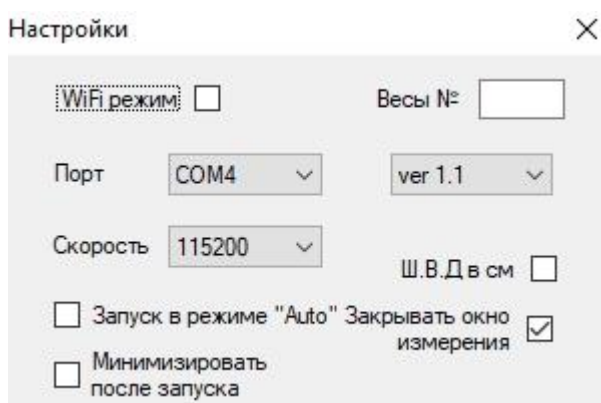 Настройки
WiFi режим
Весы №
Порт
COM4
ver 1.1
Скорость
115200
Ш.В.Д в см
Запуск в режиме "Auto"
Закрывать окно
измерения
Минимизировать
после запуска